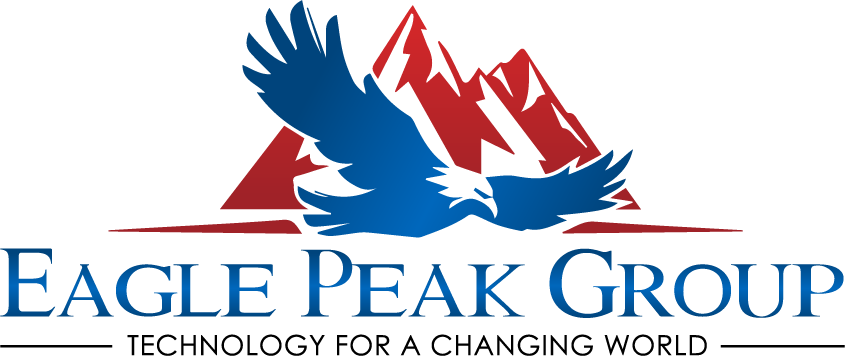 EAGLE PEAK GROUP
TECHNOLOGY FOR A CHANGING WORLD